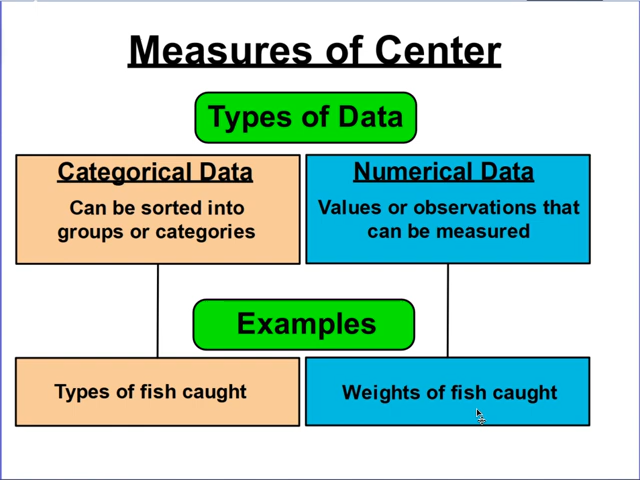 Measures of Center
Types of Data
Categorical Data
Can be sorted into
groups or categories
Numerical Data
Values or observations that
can be measured
Examples
Types of fish caught
Weights of fish caught